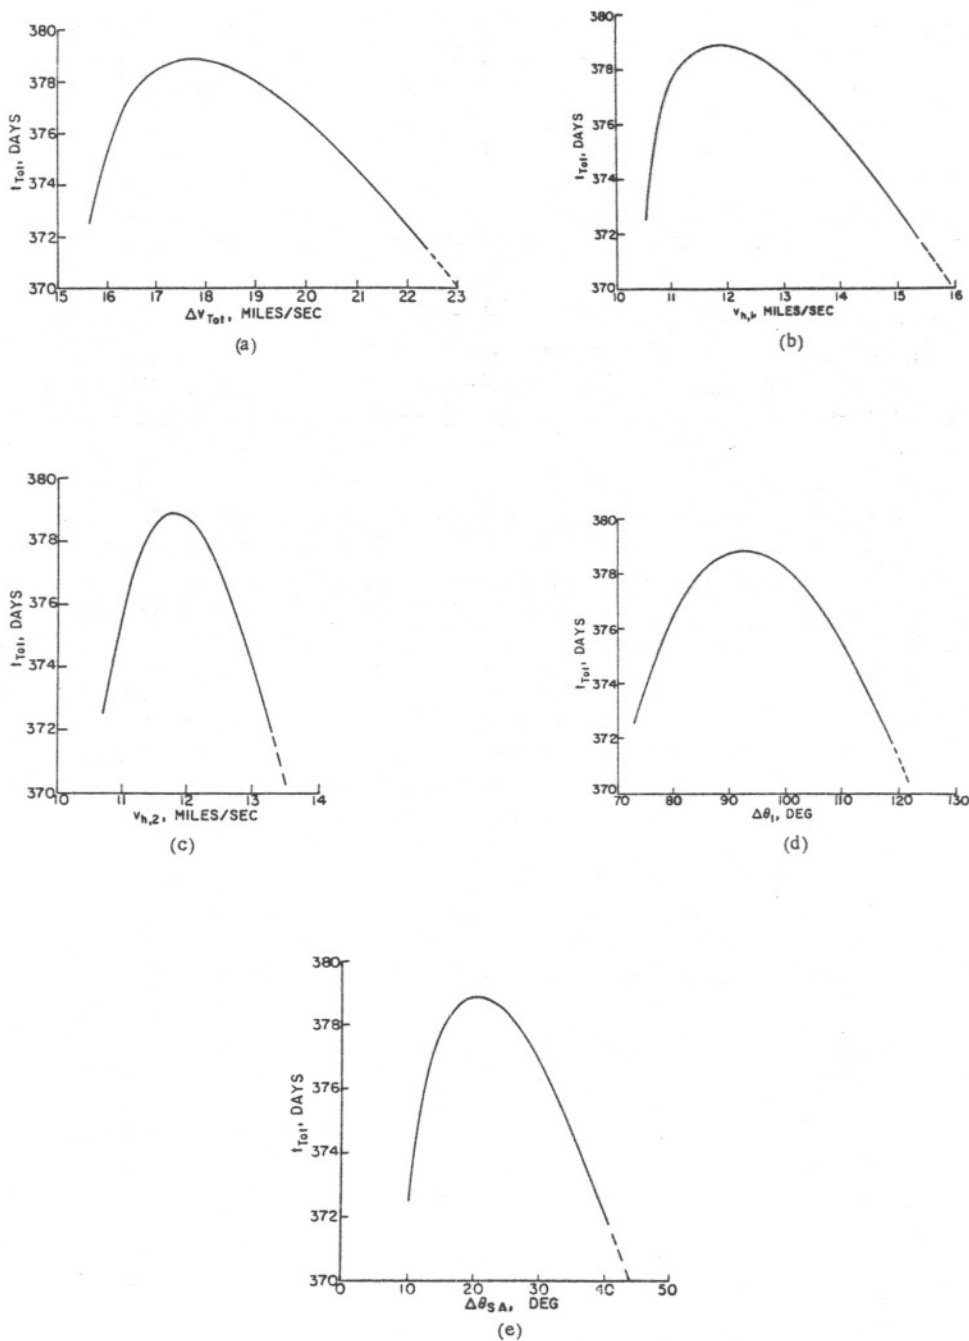 380
378
376
374
372
370
t_Tot, DAYS
15 16 17 18 19 20 21 22 23
ΔV_Tot, MILES/SEC
(a)
380
378
376
374
372
370
t_Tot, DAYS
10 11 12 13 14 15 16
v_h,1, MILES/SEC
(b)
380
378
376
374
372
370
t_Tot, DAYS
10 11 12 13 14
v_h,2, MILES/SEC
(c)
380
378
376
374
372
370
t_Tot, DAYS
70 80 90 100 110 120 130
Δθ_1, DEG
(d)
380
378
376
374
372
370
t_Tot, DAYS
0 10 20 30 40 50
Δθ_SA, DEG
(e)